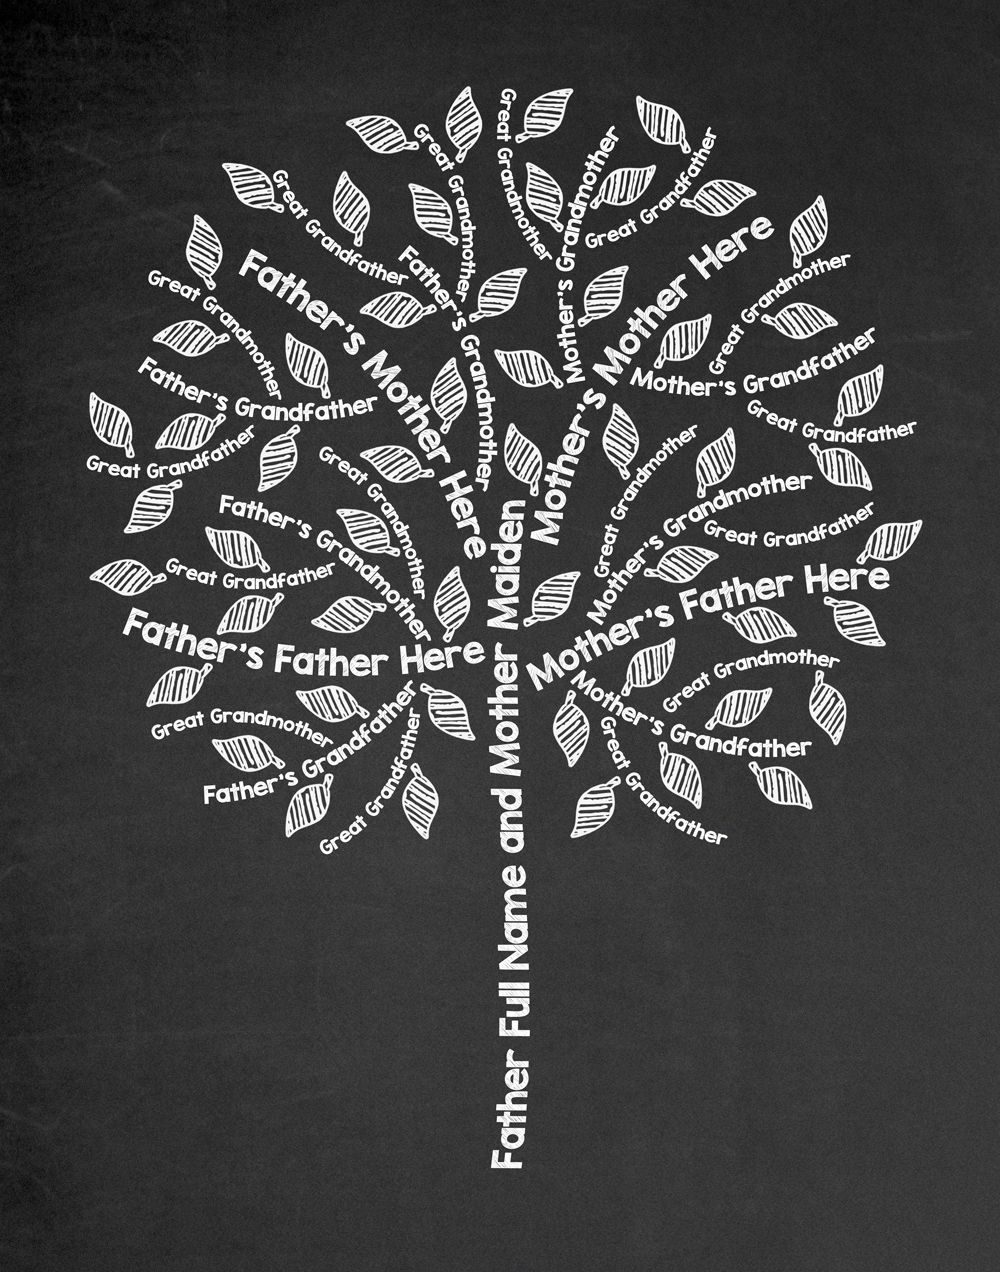 Great Grandmother
Great Grandmother
Great Grandfather
Great Grandfather
Mother's Grandmother
Father's Grandmother
Father's Mother Here
Mother's Mother Here
Great Grandmother
Great Grandmother
Father's Grandfather
Mother's Grandfather
Great Grandfather
Great Grandfather
Great Grandmother
Great Grandmother
Father's Grandmother
Mother's Grandmother
Great Grandfather
Great Grandfather
Father's Father Here
Mother's Father Here
Great Grandmother
Great Grandmother
Father's Grandfather
Mother's Grandfather
Great Grandfather
Great Grandfather
Father Full Name and Mother Maiden